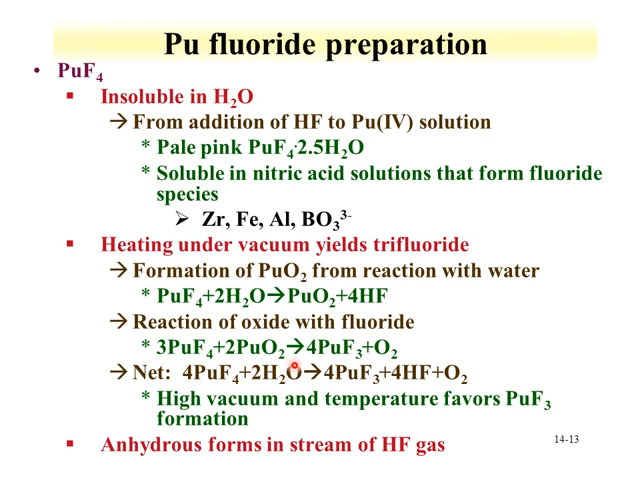 Pu fluoride preparation
• PuF₄
▪ Insoluble in H₂O
→ From addition of HF to Pu(IV) solution
* Pale pink PuF₄·2.5H₂O
* Soluble in nitric acid solutions that form fluoride
species
➢ Zr, Fe, Al, BO₃³⁻
▪ Heating under vacuum yields trifluoride
→ Formation of PuO₂ from reaction with water
* PuF₄+2H₂O→PuO₂+4HF
→ Reaction of oxide with fluoride
* 3PuF₄+2PuO₂→4PuF₃+O₂
→ Net: 4PuF₄+2H₂O→4PuF₃+4HF+O₂
* High vacuum and temperature favors PuF₃
formation
▪ Anhydrous forms in stream of HF gas
14-13